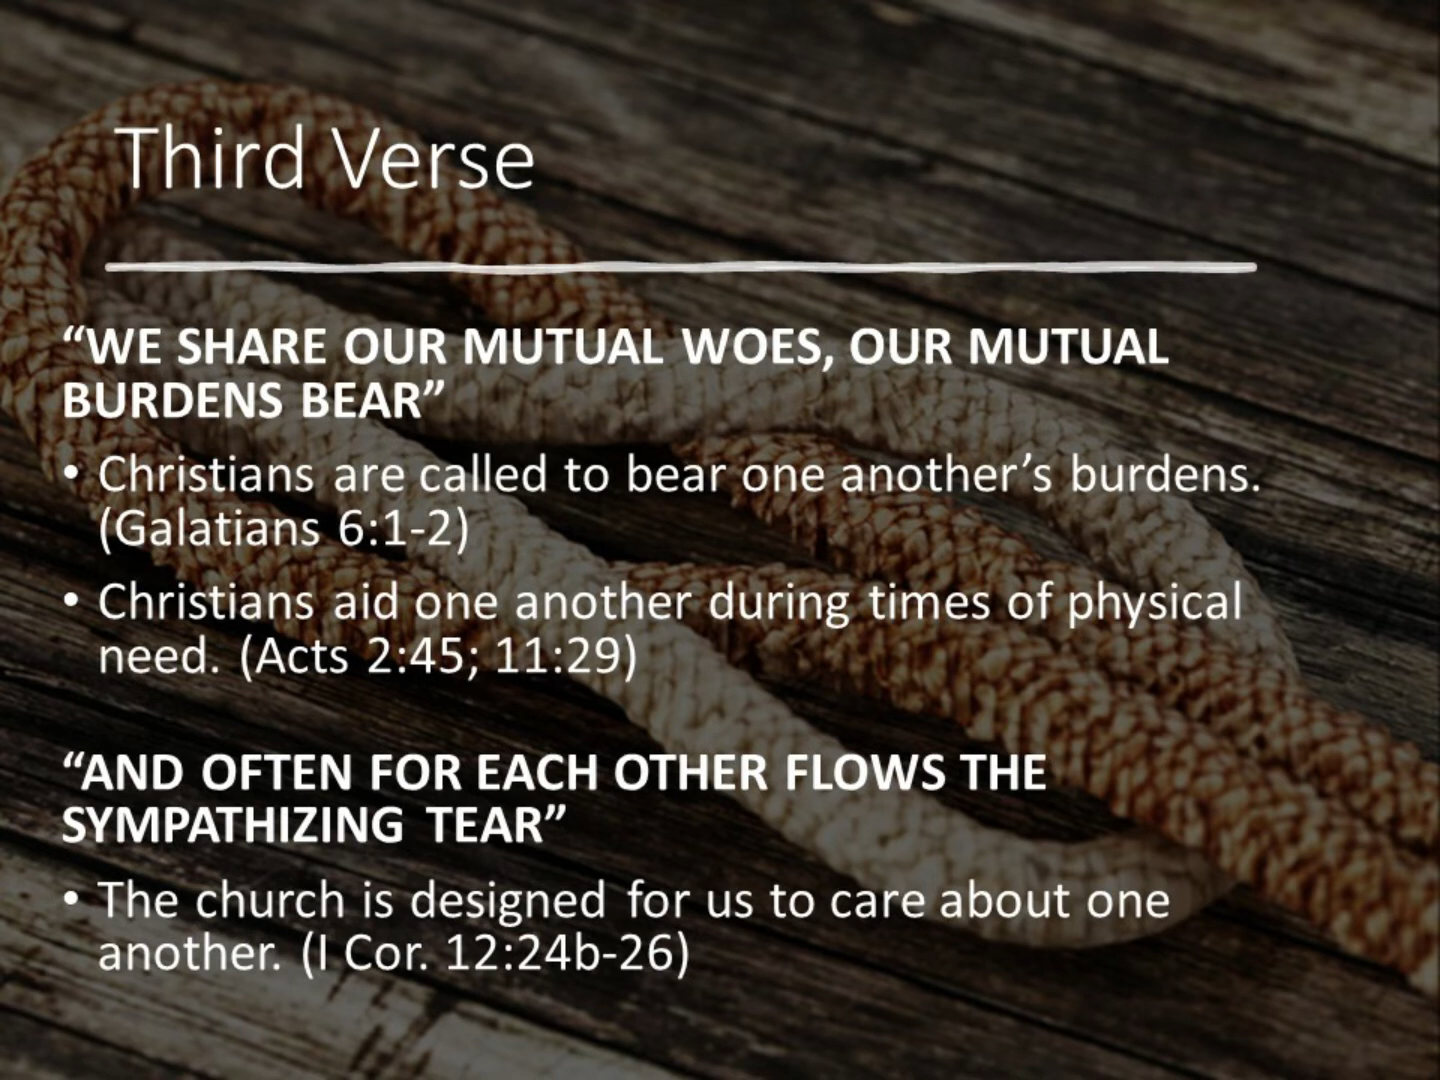 Third Verse
“WE SHARE OUR MUTUAL WOES, OUR MUTUAL
BURDENS BEAR”
• Christians are called to bear one another’s burdens.
(Galatians 6:1-2)
• Christians aid one another during times of physical
need. (Acts 2:45; 11:29)
“AND OFTEN FOR EACH OTHER FLOWS THE
SYMPATHIZING TEAR”
• The church is designed for us to care about one
another. (I Cor. 12:24b-26)